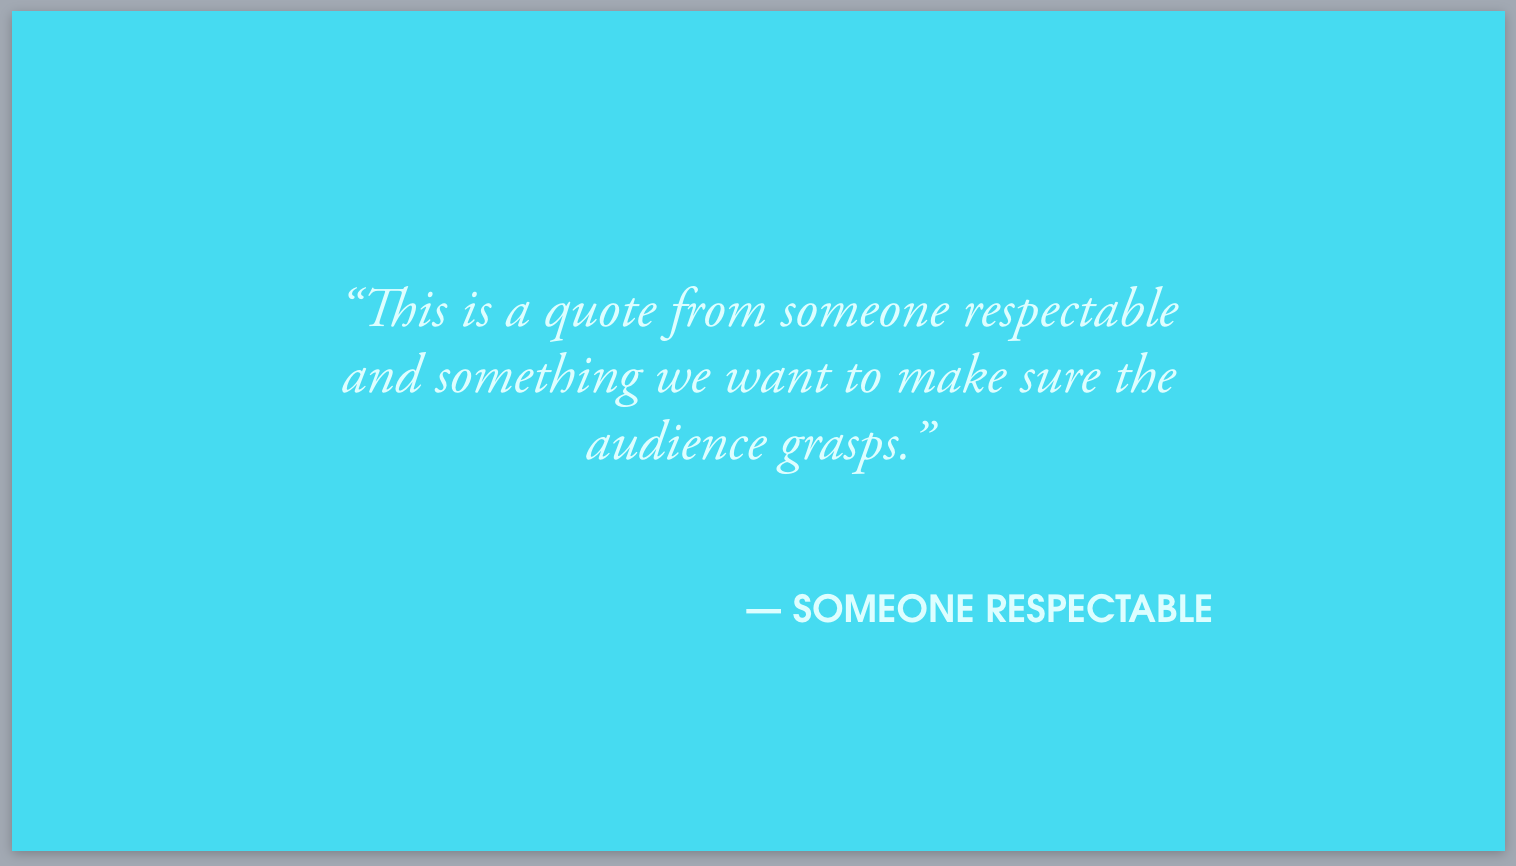 “This is a quote from someone respectable
and something we want to make sure the
audience grasps.”
— SOMEONE RESPECTABLE